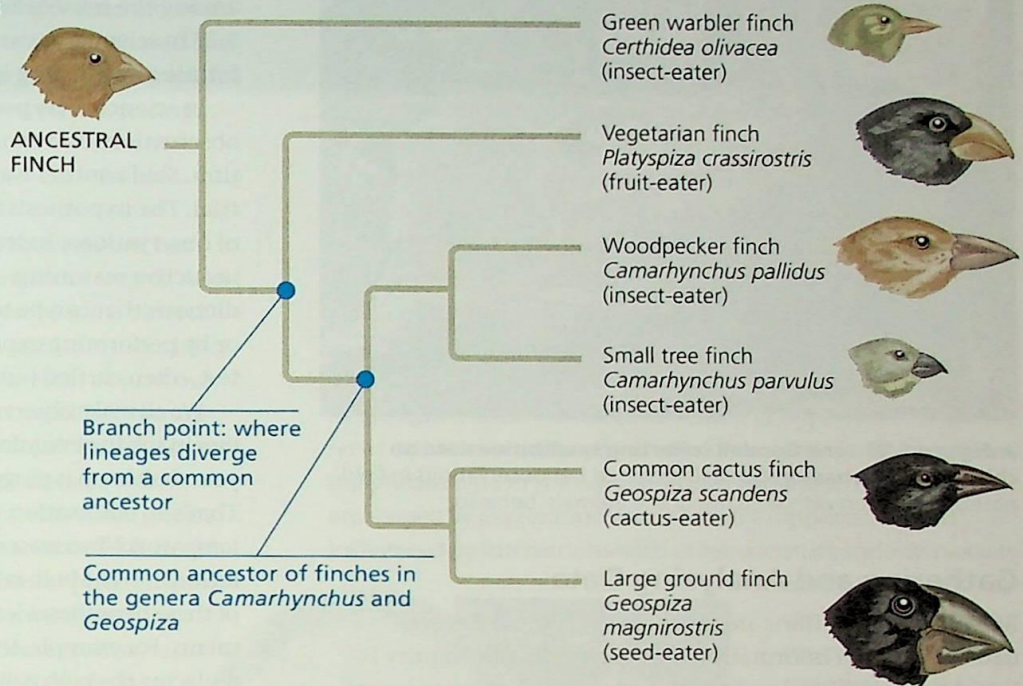 Green warbler finch
Certhidea olivacea
(insect-eater)
ANCESTRAL
FINCH
Vegetarian finch
Platyspiza crassirostris
(fruit-eater)
Woodpecker finch
Camarhynchus pallidus
(insect-eater)
Small tree finch
Camarhynchus parvulus
(insect-eater)
Branch point: where
lineages diverge
from a common
ancestor
Common cactus finch
Geospiza scandens
(cactus-eater)
Common ancestor of finches in
the genera Camarhynchus and
Geospiza
Large ground finch
Geospiza
magnirostris
(seed-eater)